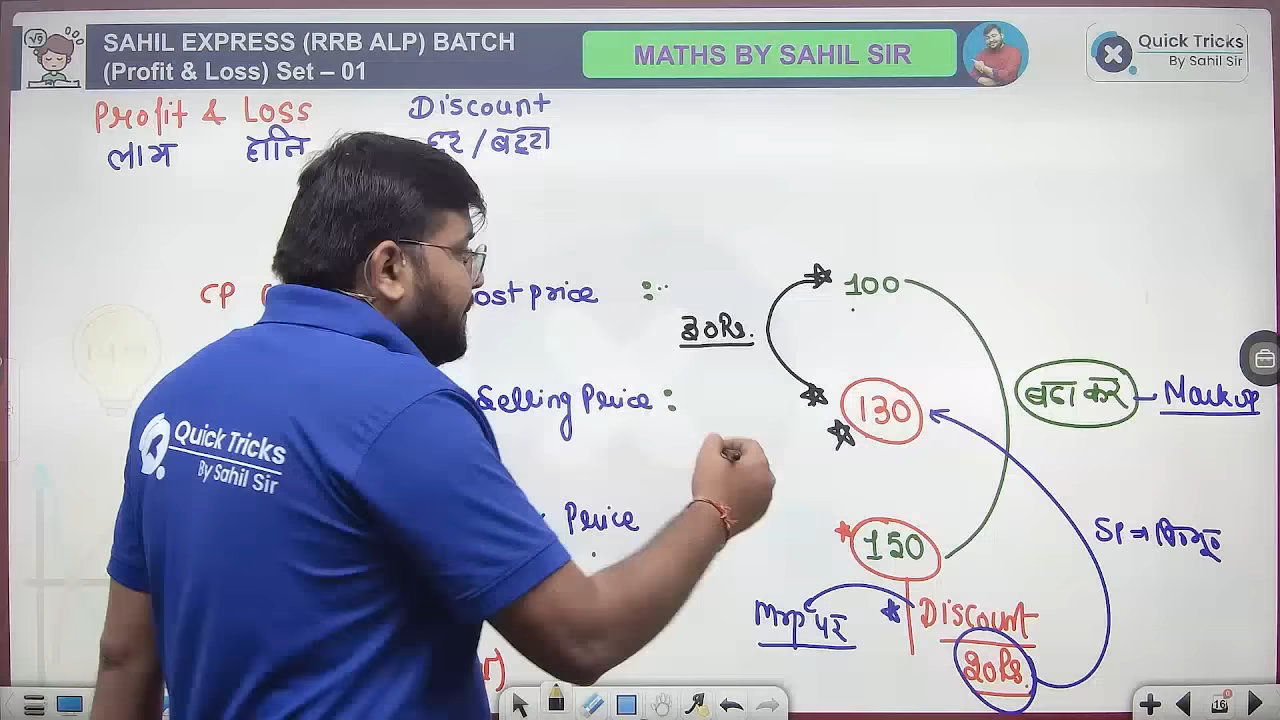 SAHIL EXPRESS (RRB ALP) BATCH
(Profit & Loss) Set – 01
MATHS BY SAHIL SIR
Quick Tricks
By Sahil Sir
Profit & Loss
Discount
लाभ हानि
/ बट्टा
CP
ost price :
100
30Rs.
Selling Price :
130
बढ़ा करे - Markup
Price
150
SP ⇒
Mrp पर
Discount
20Rs.
Quick Tricks
By Sahil Sir
16